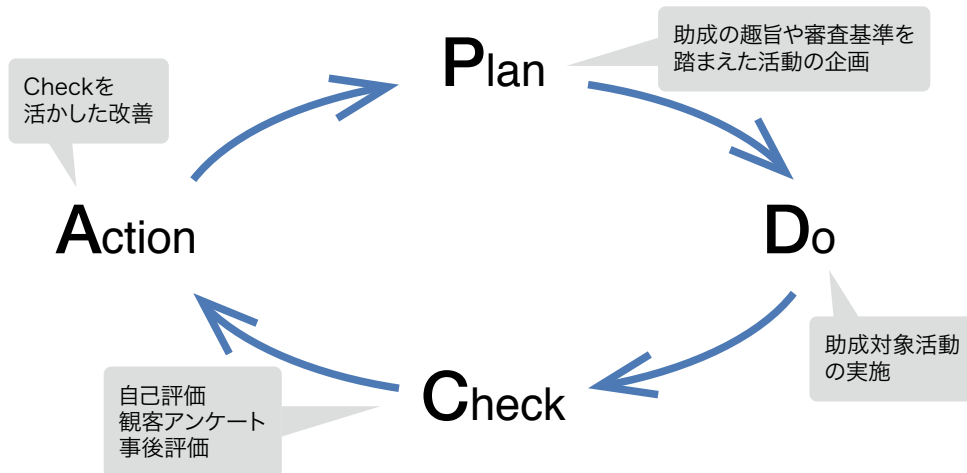 Plan
助成の趣旨や審査基準を
踏まえた活動の企画
Do
助成対象活動
の実施
Check
自己評価
観客アンケート
事後評価
Action
Checkを
活かした改善